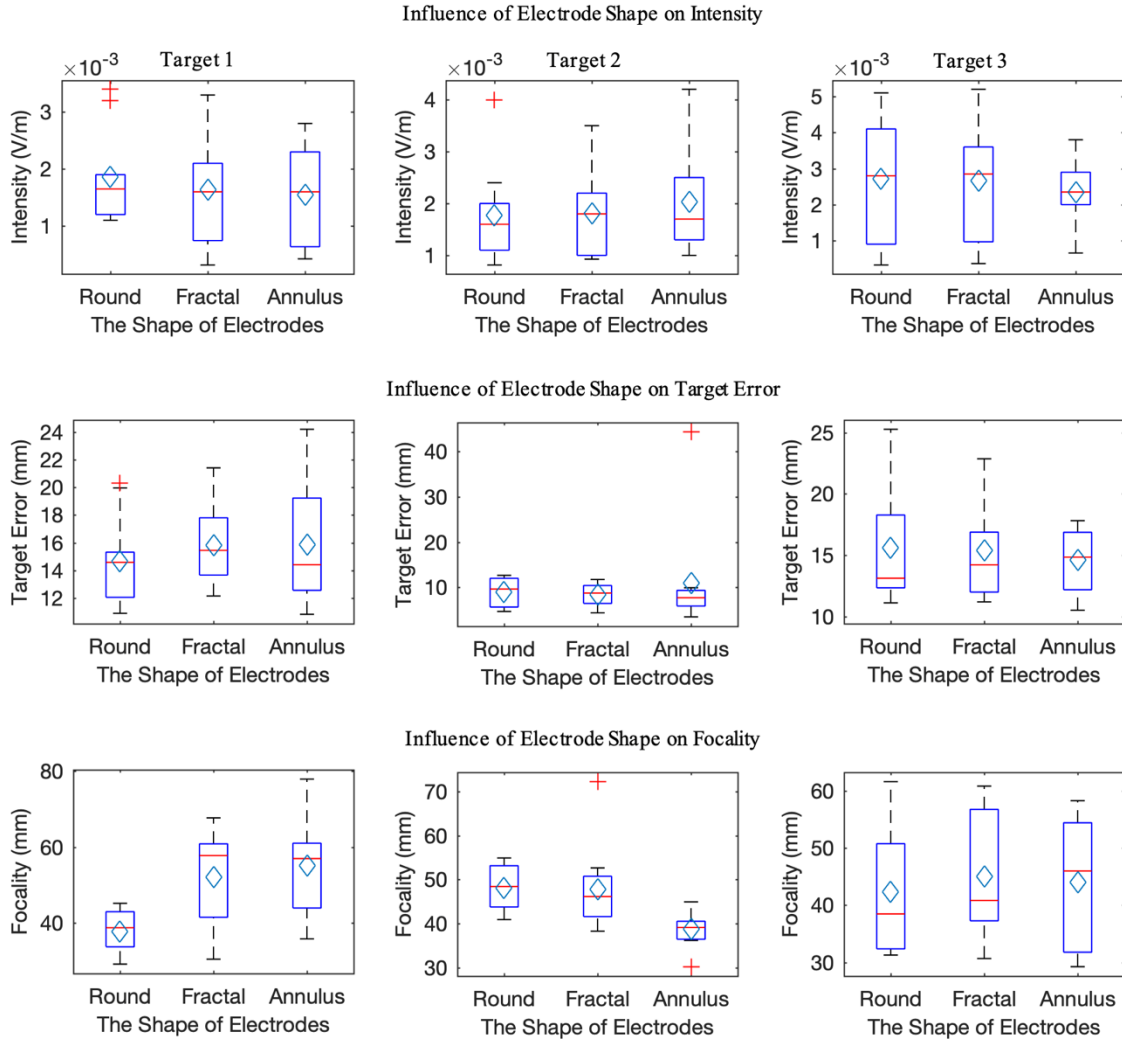 Influence of Electrode Shape on Intensity
Target 1
Target 2
Target 3
×10⁻³
×10⁻³
×10⁻³
Intensity (V/m)
3
2
1
Round Fractal Annulus
The Shape of Electrodes
Intensity (V/m)
4
3
2
1
Round Fractal Annulus
The Shape of Electrodes
Intensity (V/m)
5
4
3
2
1
Round Fractal Annulus
The Shape of Electrodes
Influence of Electrode Shape on Target Error
Target Error (mm)
24
22
20
18
16
14
12
Round Fractal Annulus
The Shape of Electrodes
Target Error (mm)
40
30
20
10
Round Fractal Annulus
The Shape of Electrodes
Target Error (mm)
25
20
15
10
Round Fractal Annulus
The Shape of Electrodes
Influence of Electrode Shape on Focality
Focality (mm)
80
60
40
Round Fractal Annulus
The Shape of Electrodes
Focality (mm)
70
60
50
40
30
Round Fractal Annulus
The Shape of Electrodes
Focality (mm)
60
50
40
30
Round Fractal Annulus
The Shape of Electrodes